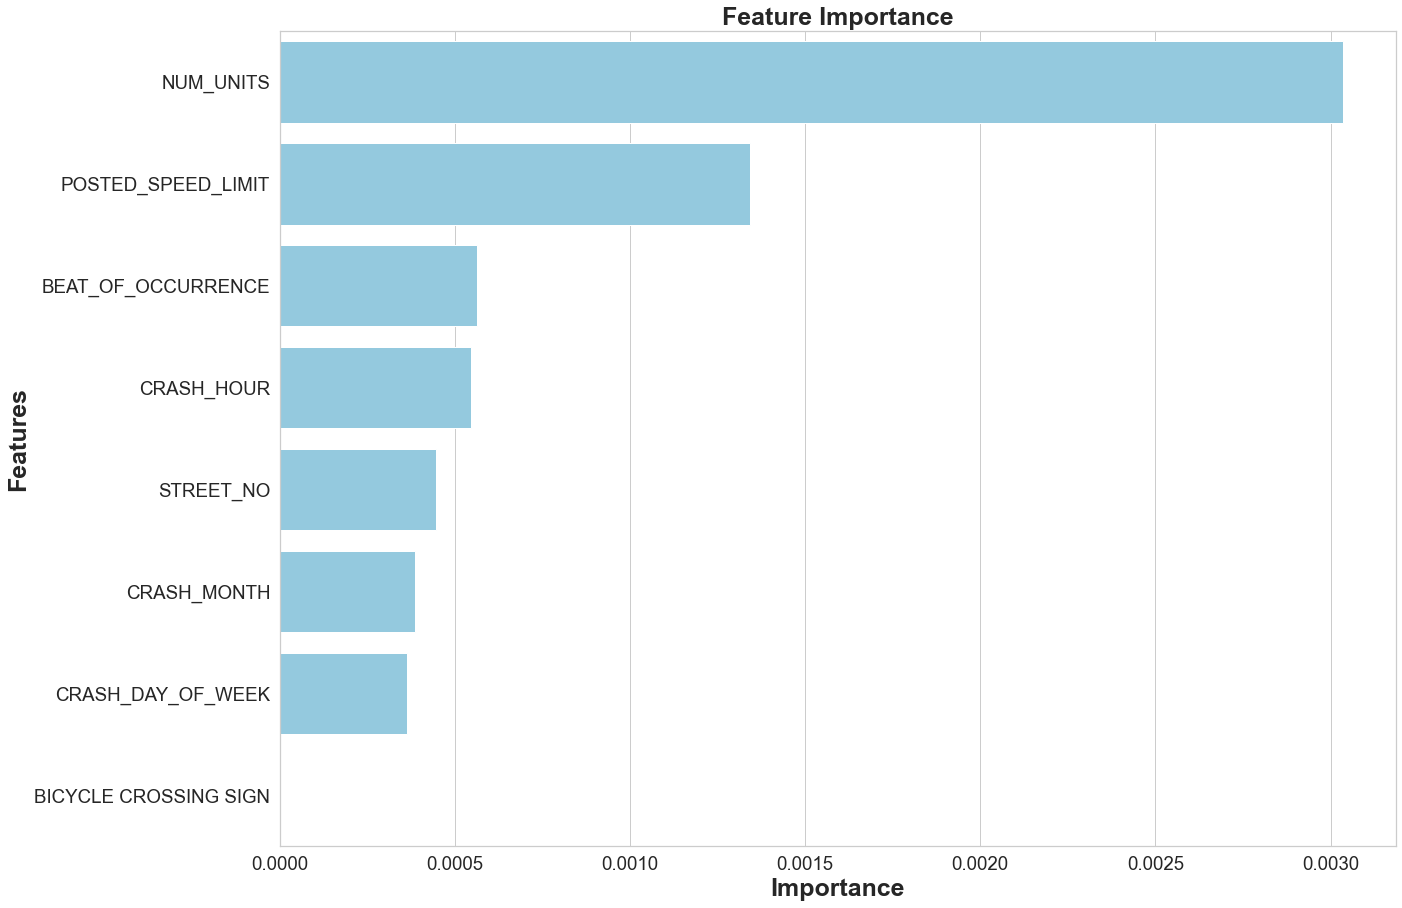 Feature Importance
NUM_UNITS
POSTED_SPEED_LIMIT
BEAT_OF_OCCURRENCE
CRASH_HOUR
STREET_NO
CRASH_MONTH
CRASH_DAY_OF_WEEK
BICYCLE CROSSING SIGN
Features
0.0000 0.0005 0.0010 0.0015 0.0020 0.0025 0.0030
Importance